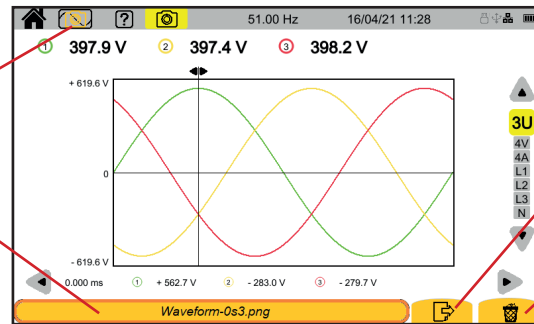 ? 51.00 Hz 16/04/21 11:28
1 397.9 V 2 397.4 V 3 398.2 V
+ 619.6 V
3U
4V
4A
L1
L2
L3
N
0
- 619.6 V
0.000 ms 1 + 562.7 V 2 - 283.0 V 3 - 279.7 V
Waveform-0s3.png